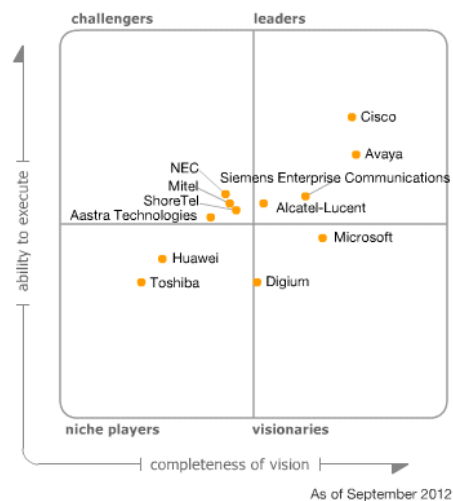 challengers
leaders
Cisco
Avaya
NEC
Siemens Enterprise Communications
Mitel
ShoreTel
Alcatel-Lucent
Aastra Technologies
Microsoft
Huawei
Toshiba
Digium
ability to execute
niche players
visionaries
completeness of vision
As of September 2012